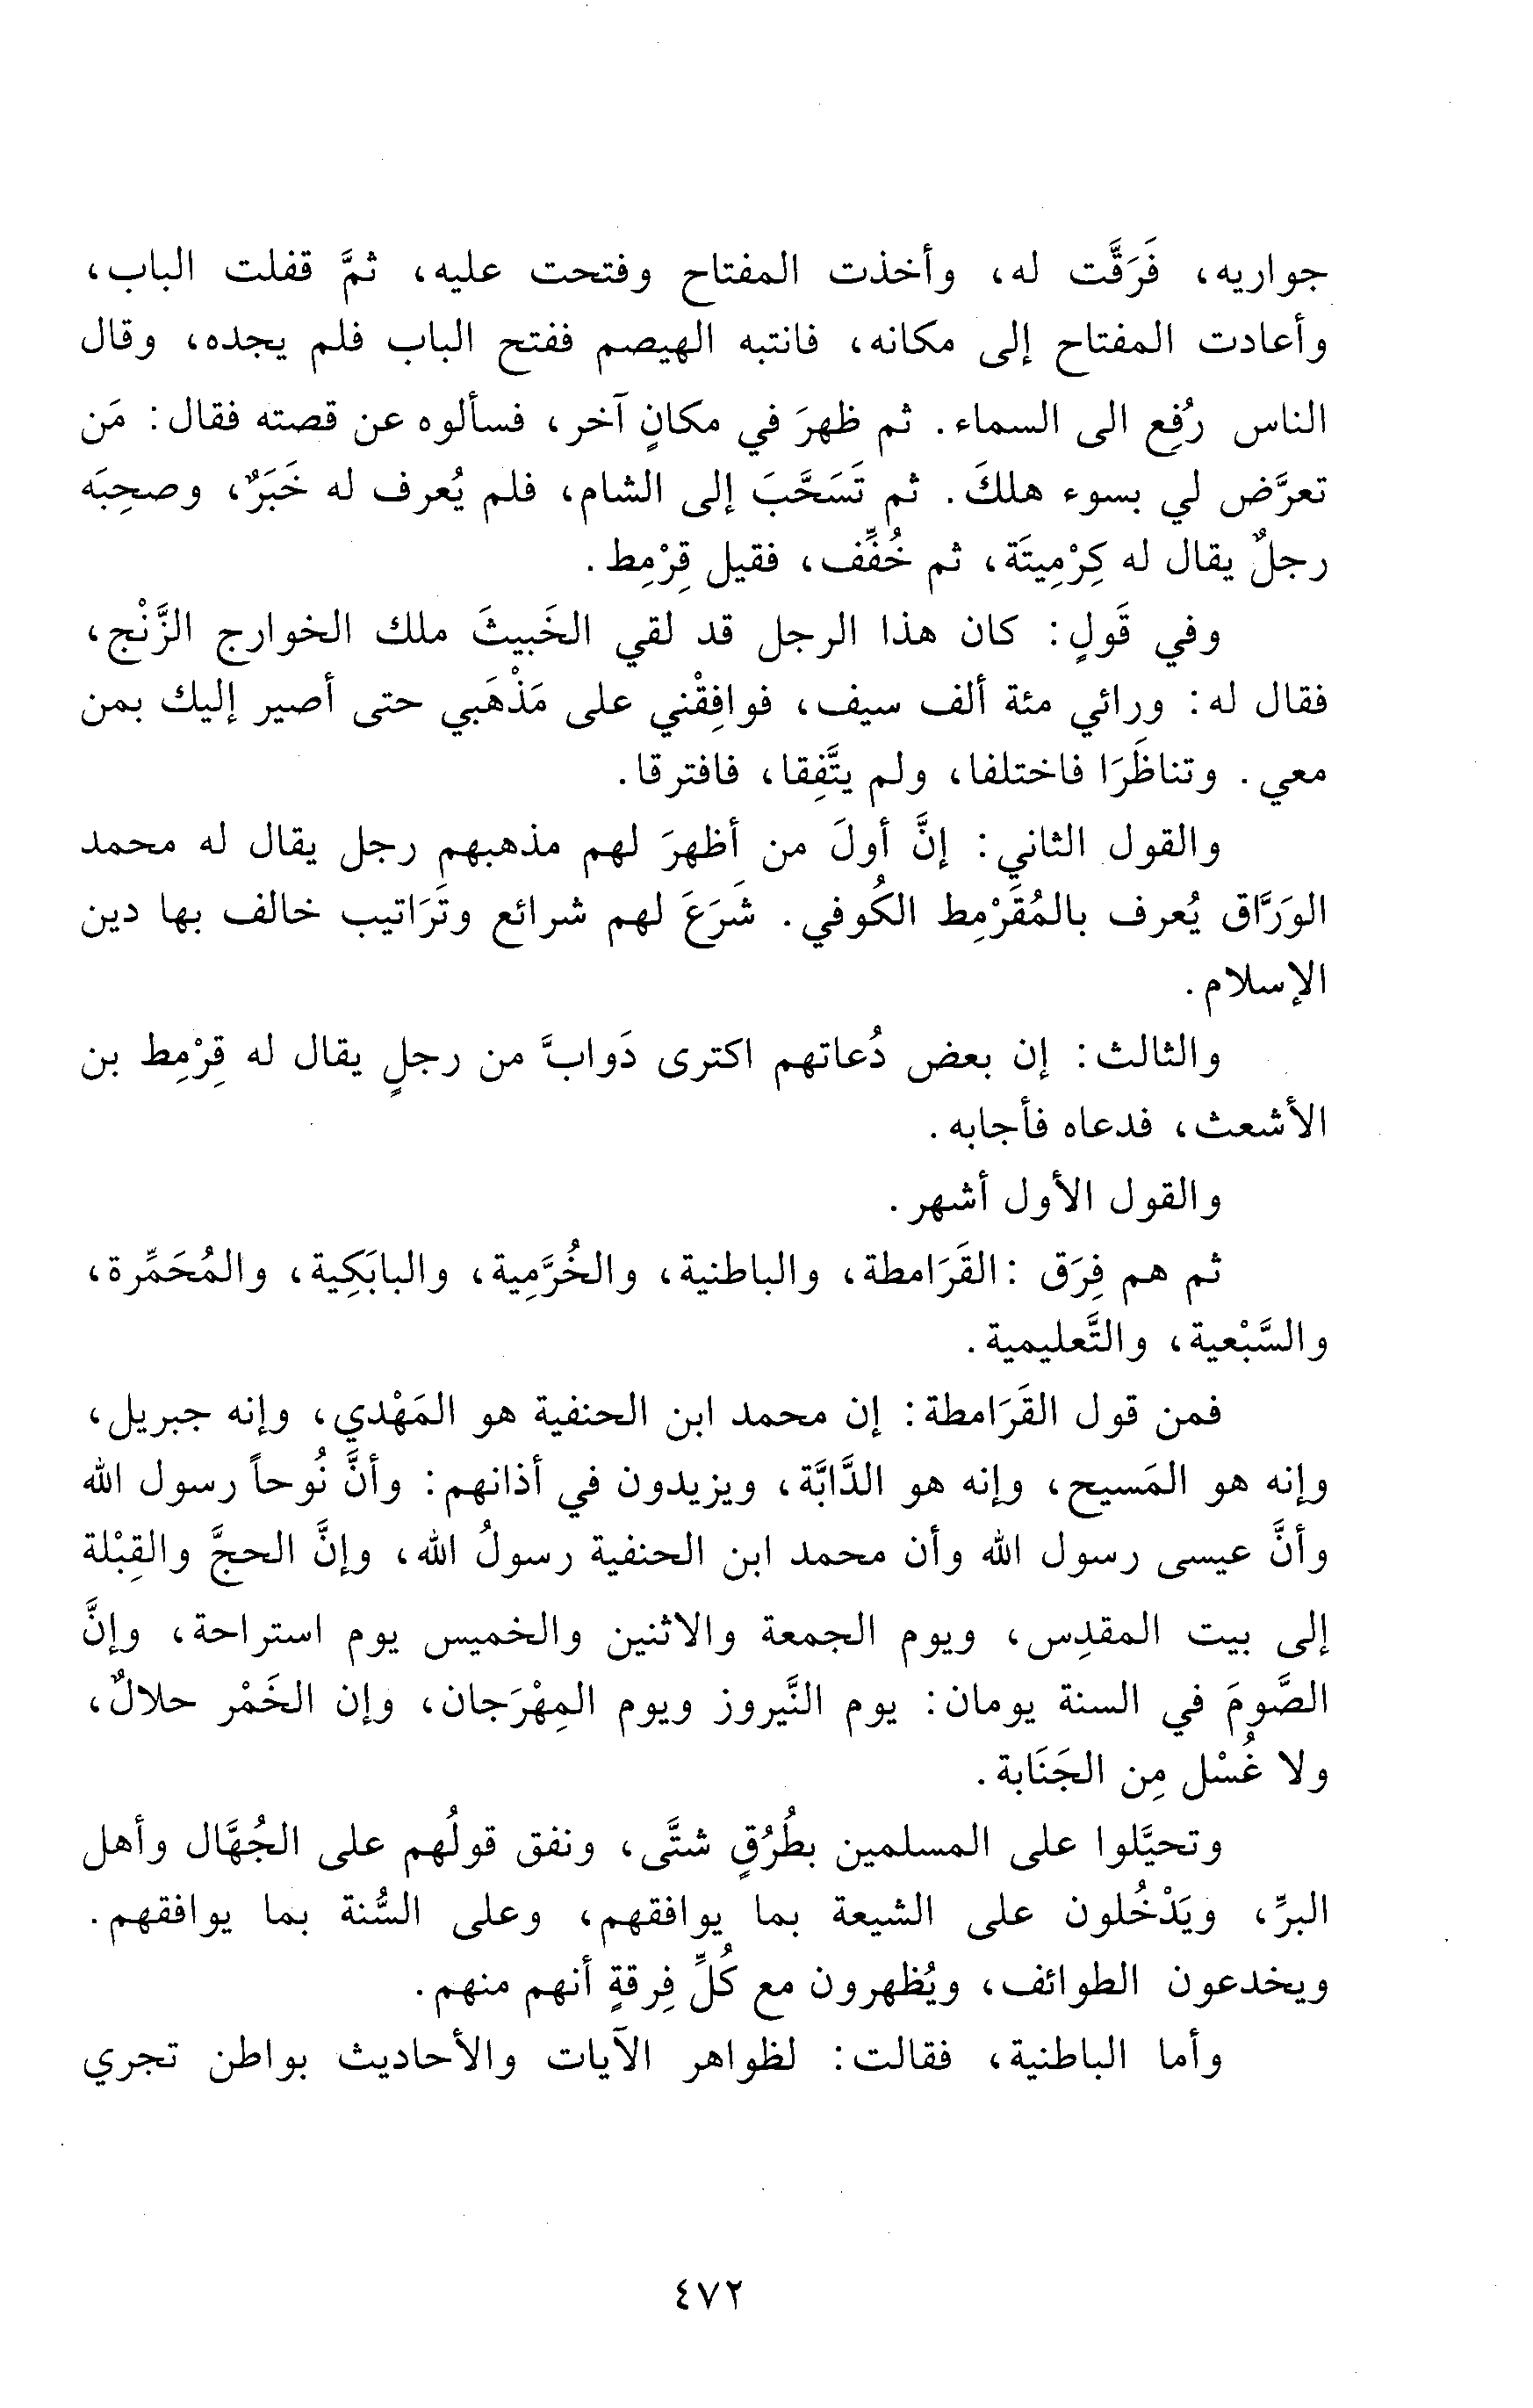 جواريه، فَرَقَّت له، وأخذت المفتاح وفتحت عليه، ثمَّ قفلت الباب،
وأعادت المفتاح إلى مكانه، فانتبه الهيصم ففتح الباب فلم يجده، وقال
الناس رُفِع الى السماء. ثم ظهرَ في مكانٍ آخر، فسألوه عن قصته فقال: مَن
تعرَّض لي بسوء هلكَ. ثم تَسَحَّبَ إلى الشام، فلم يُعرف له خَبَرٌ، وصحِبَه
رجلٌ يقال له كِرْمِيتَة، ثم خُفِّف، فقيل قِرْمِط.
وفي قَولٍ: كان هذا الرجل قد لقي الخَبيثَ ملك الخوارج الزَّنْج،
فقال له: ورائي مئة ألف سيف، فوافِقْني على مَذْهَبي حتى أصير إليك بمن
معي. وتناظَرَا فاختلفا، ولم يتَّفِقا، فافترقا.
والقول الثاني: إنَّ أولَ من أظهرَ لهم مذهبهم رجل يقال له محمد
الورَّاق يُعرف بالمُقَرْمِط الكُوفي. شَرَعَ لهم شرائع وتَرَاتيب خالف بها دين
الإسلام.
والثالث: إن بعض دُعاتهم اكترى دَوابَّ من رجلٍ يقال له قِرْمِط بن
الأشعث، فدعاه فأجابه.
والقول الأول أشهر.
ثم هم فِرَق: القَرَامطة، والباطنية، والخُرَّمِية، والبابَكِية، والمُحَمِّرة،
والسَّبْعية، والتَّعليمية.
فمن قول القَرَامطة: إن محمد ابن الحنفية هو المَهْدي، وإنه جبريل،
وإنه هو المَسيح، وإنه هو الدَّابَّة، ويزيدون في أذانهم: وأنَّ نُوحاً رسول الله
وأنَّ عيسى رسول الله وأن محمد ابن الحنفية رسولُ الله، وإنَّ الحجَّ والقِبْلة
إلى بيت المقدِس، ويوم الجمعة والاثنين والخميس يوم استراحة، وإنَّ
الصَّومَ في السنة يومان: يوم النَّيروز ويوم المِهْرَجان، وإن الخَمْر حلالٌ،
ولا غُسْل مِن الجَنَابة.
وتحيَّلوا على المسلمين بطُرُقٍ شتَّى، ونفق قولُهم على الجُهَّال وأهل
البرِّ، ويَدْخُلون على الشيعة بما يوافقهم، وعلى السُّنة بما يوافقهم.
ويخدعون الطوائف، ويُظهرون مع كُلِّ فِرقةٍ أنهم منهم.
وأما الباطنية، فقالت: لظواهر الآيات والأحاديث بواطن تجري
٤٧٢